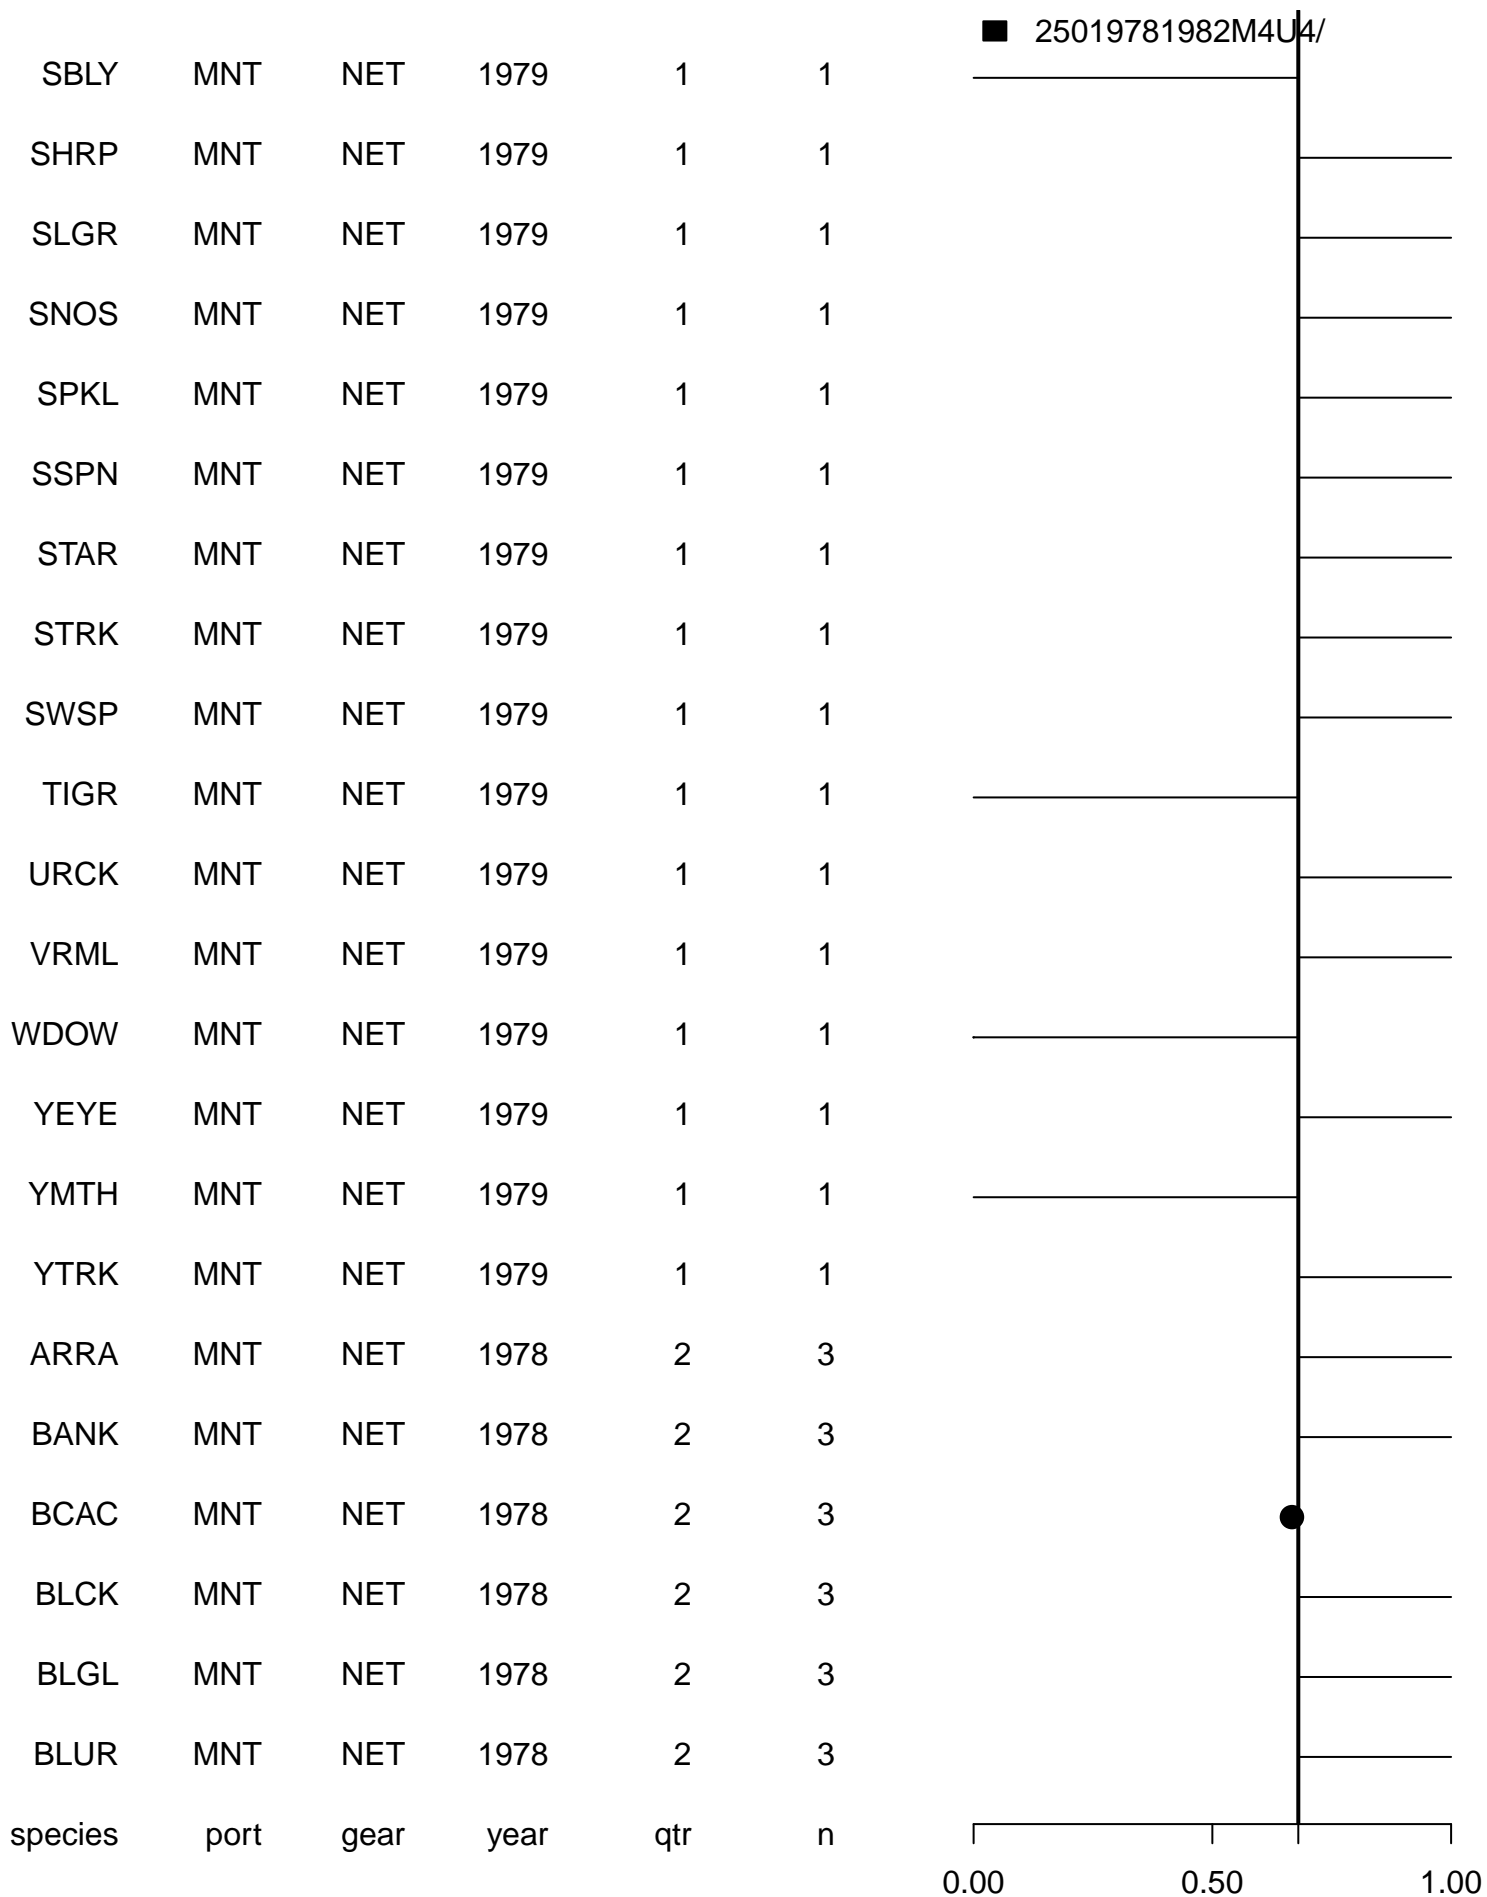 25019781982M4U4/
SBLY MNT NET 1979 1 1
SHRP MNT NET 1979 1 1
SLGR MNT NET 1979 1 1
SNOS MNT NET 1979 1 1
SPKL MNT NET 1979 1 1
SSPN MNT NET 1979 1 1
STAR MNT NET 1979 1 1
STRK MNT NET 1979 1 1
SWSP MNT NET 1979 1 1
TIGR MNT NET 1979 1 1
URCK MNT NET 1979 1 1
VRML MNT NET 1979 1 1
WDOW MNT NET 1979 1 1
YEYE MNT NET 1979 1 1
YMTH MNT NET 1979 1 1
YTRK MNT NET 1979 1 1
ARRA MNT NET 1978 2 3
BANK MNT NET 1978 2 3
BCAC MNT NET 1978 2 3
BLCK MNT NET 1978 2 3
BLGL MNT NET 1978 2 3
BLUR MNT NET 1978 2 3
species port gear year qtr n
0.00 0.50 1.00